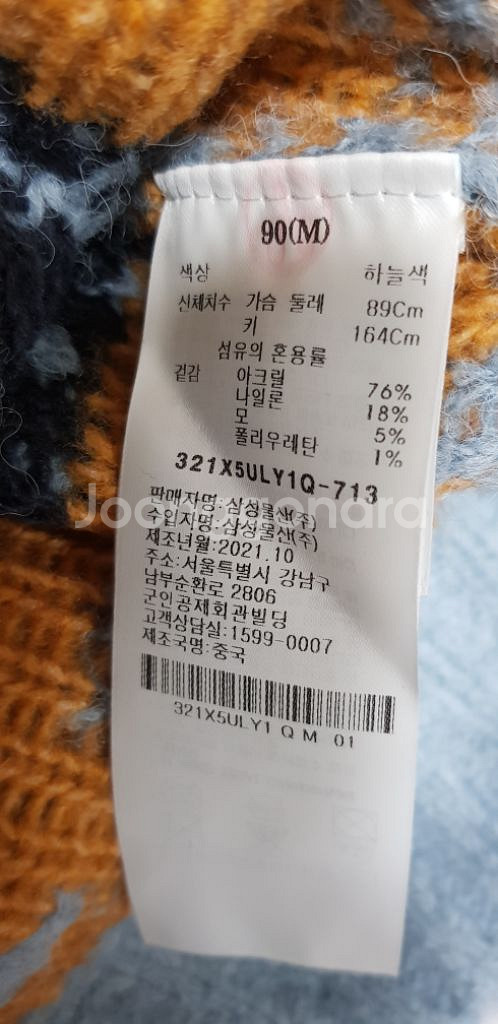 90(M)
색상 하늘색
신체치수 가슴 둘레 89Cm
키 164Cm
섬유의 혼용률
겉감 아크릴 76%
나일론 18%
모 5%
폴리우레탄 1%
321X5ULY1Q-713
판매자명:삼성물산(주)
수입자명:삼성물산(주)
제조년월:2021.10
주소:서울특별시 강남구
남부순환로 2806
군인공제회관빌딩
고객상담실:1599-0007
제조국명:중국
321X5ULY1 Q M 01
Joonggonara